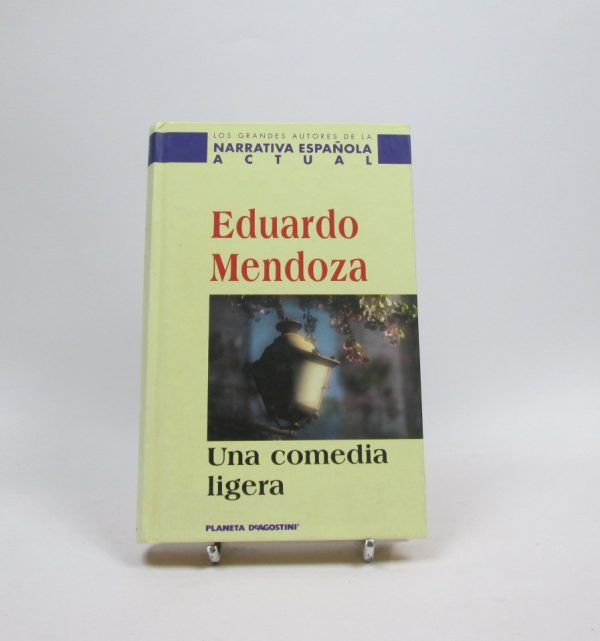 LOS GRANDES AUTORES DE LA
NARRATIVA ESPAÑOLA
ACTUAL
Eduardo
Mendoza
Una comedia
ligera
PLANETA DEAGOSTINI